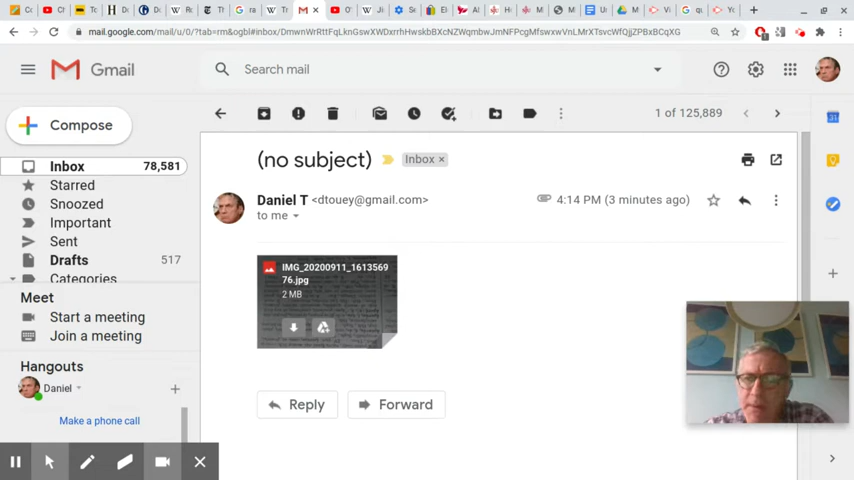 mail.google.com/mail/u/0/?tab=rm&ogbl#inbox/DmwnWrRttFqLknGswXWDxrrhHwskbBxXCZWqmbwJmNFPcgMfswxwVnLMrXTsvcWfQjjZPBxBCqXG
Gmail
Search mail
Compose
1 of 125,889
Inbox 78,581
Starred
Snoozed
Important
Sent
Drafts 517
Categories
(no subject)
Inbox ×
Daniel T <dtouey@gmail.com>
4:14 PM (3 minutes ago)
to me
IMG_20200911_1613569
76.jpg
2 MB
Reply
Forward
Meet
Start a meeting
Join a meeting
Hangouts
Daniel
Make a phone call